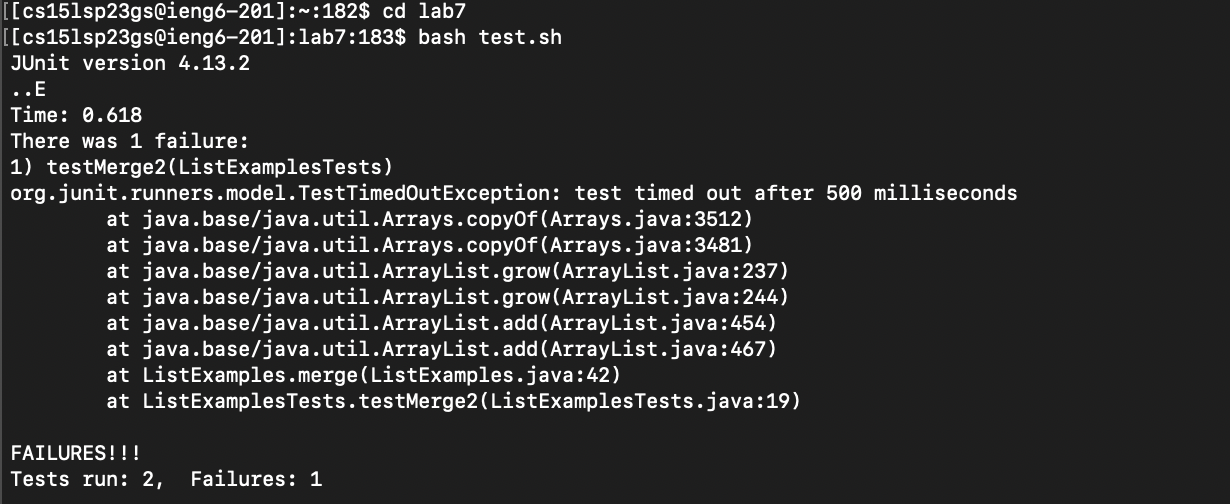 [[cs15lsp23gs@ieng6-201]:~:182$ cd lab7
[[cs15lsp23gs@ieng6-201]:lab7:183$ bash test.sh
JUnit version 4.13.2
..E
Time: 0.618
There was 1 failure:
1) testMerge2(ListExamplesTests)
org.junit.runners.model.TestTimedOutException: test timed out after 500 milliseconds
        at java.base/java.util.Arrays.copyOf(Arrays.java:3512)
        at java.base/java.util.Arrays.copyOf(Arrays.java:3481)
        at java.base/java.util.ArrayList.grow(ArrayList.java:237)
        at java.base/java.util.ArrayList.grow(ArrayList.java:244)
        at java.base/java.util.ArrayList.add(ArrayList.java:454)
        at java.base/java.util.ArrayList.add(ArrayList.java:467)
        at ListExamples.merge(ListExamples.java:42)
        at ListExamplesTests.testMerge2(ListExamplesTests.java:19)
FAILURES!!!
Tests run: 2,  Failures: 1